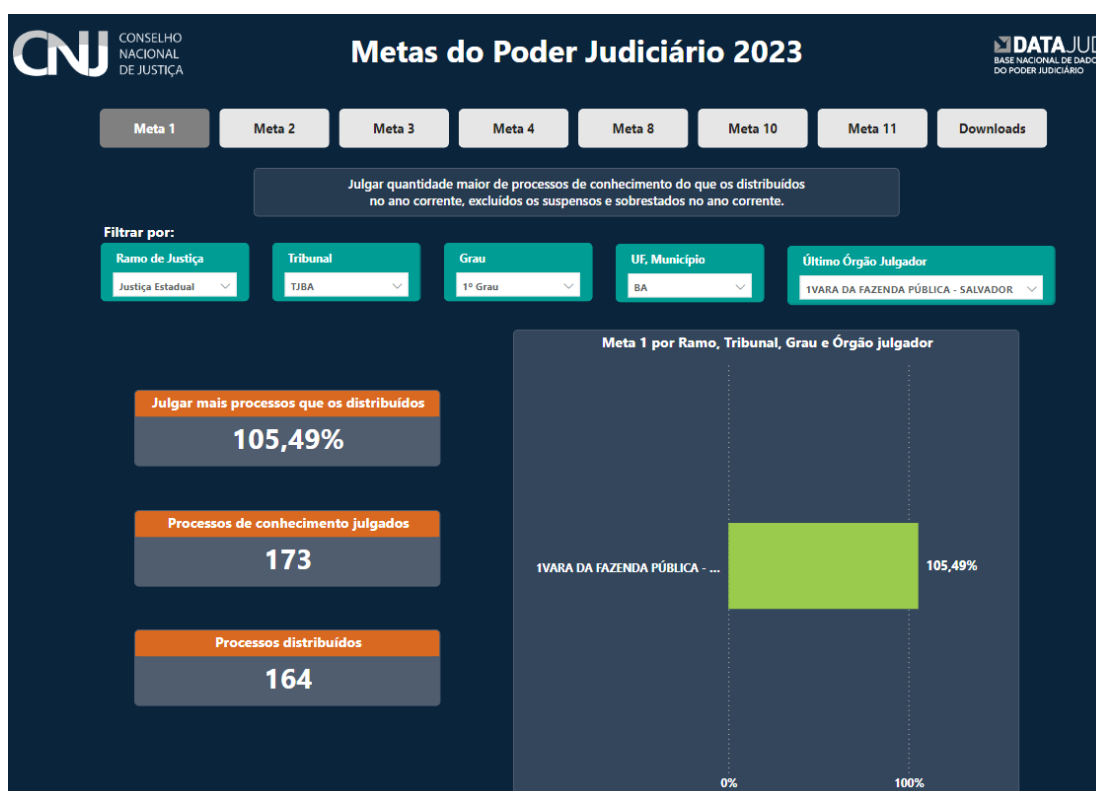 CNJ
CONSELHO
NACIONAL
DE JUSTIÇA
Metas do Poder Judiciário 2023
DATAJUD
BASE NACIONAL DE DADO
DO PODER JUDICIÁRIO
Meta 1
Meta 2
Meta 3
Meta 4
Meta 8
Meta 10
Meta 11
Downloads
Julgar quantidade maior de processos de conhecimento do que os distribuídos
no ano corrente, excluídos os suspensos e sobrestados no ano corrente.
Filtrar por:
Ramo de Justiça
Justiça Estadual
Tribunal
TJBA
Grau
1º Grau
UF, Município
BA
Último Órgão Julgador
1VARA DA FAZENDA PÚBLICA - SALVADOR
Julgar mais processos que os distribuídos
105,49%
Processos de conhecimento julgados
173
Processos distribuídos
164
Meta 1 por Ramo, Tribunal, Grau e Órgão julgador
1VARA DA FAZENDA PÚBLICA - ...
105,49%
0%
100%